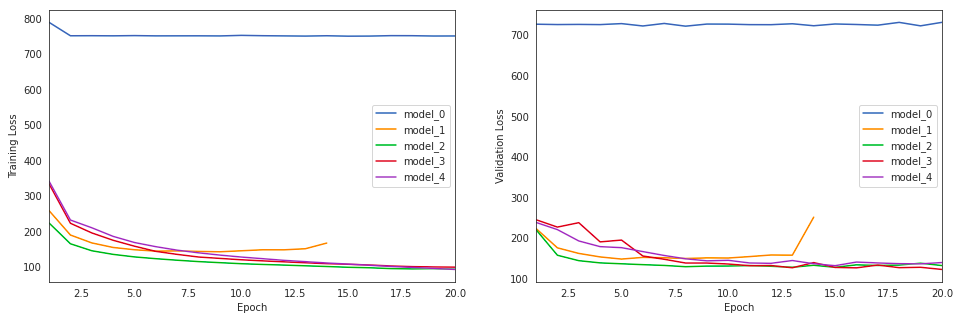 800
700
600
500
400
300
200
100
Training Loss
2.5 5.0 7.5 10.0 12.5 15.0 17.5 20.0
Epoch
model_0
model_1
model_2
model_3
model_4
700
600
500
400
300
200
100
Validation Loss
2.5 5.0 7.5 10.0 12.5 15.0 17.5 20.0
Epoch
model_0
model_1
model_2
model_3
model_4